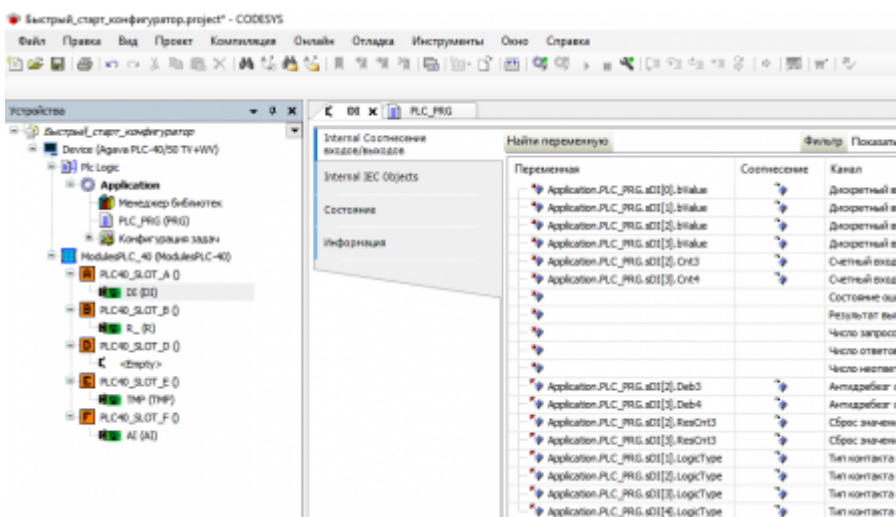 Быстрый_старт_конфигуратор.project* - CODESYS
Файл Правка Вид Проект Компиляция Онлайн Отладка Инструменты Окно Справка
Устройства
Быстрый_старт_конфигуратор
Device (Agava PLC-40/50 TV+WV)
Plc Logic
Application
Менеджер библиотек
PLC_PRG (PRG)
Конфигурация задач
ModulesPLC_40 (ModulesPLC-40)
A PLC40_SLOT_A ()
DI (DI)
B PLC40_SLOT_B ()
R_ (R)
D PLC40_SLOT_D ()
<Empty>
E PLC40_SLOT_E ()
TMP (TMP)
F PLC40_SLOT_F ()
AI (AI)
DI PLC_PRG
Internal Соотнесение
входов/выходов
Internal IEC Objects
Состояние
Информация
Найти переменную Фильтр Показать
Переменная Соотнесение Канал
Application.PLC_PRG.sDI[0].bValue Дискретный в
Application.PLC_PRG.sDI[1].bValue Дискретный в
Application.PLC_PRG.sDI[2].bValue Дискретный в
Application.PLC_PRG.sDI[3].bValue Дискретный в
Application.PLC_PRG.sDI[2].Cnt3 Счетный вход
Application.PLC_PRG.sDI[3].Cnt4 Счетный вход
Состояние ош
Результат вып
Число запросо
Число ответов
Число неответ
Application.PLC_PRG.sDI[2].Deb3 Антидребезг
Application.PLC_PRG.sDI[3].Deb4 Антидребезг
Application.PLC_PRG.sDI[2].ResCnt3 Сброс значени
Application.PLC_PRG.sDI[3].ResCnt3 Сброс значени
Application.PLC_PRG.sDI[1].LogicType Тип контакта
Application.PLC_PRG.sDI[2].LogicType Тип контакта
Application.PLC_PRG.sDI[3].LogicType Тип контакта
Application.PLC_PRG.sDI[4].LogicType Тип контакта